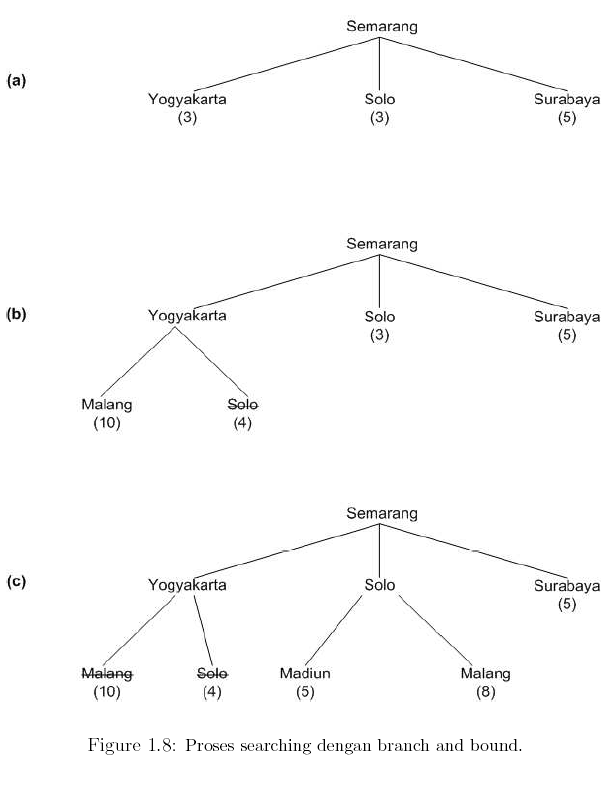 Semarang
(a)
Yogyakarta Solo Surabaya
(3) (3) (5)
Semarang
(b)
Yogyakarta Solo Surabaya
(3) (5)
Malang Solo
(10) (4)
Semarang
(c)
Yogyakarta Solo Surabaya
(5)
Malang Solo Madiun Malang
(10) (4) (5) (8)
Figure 1.8: Proses searching dengan branch and bound.